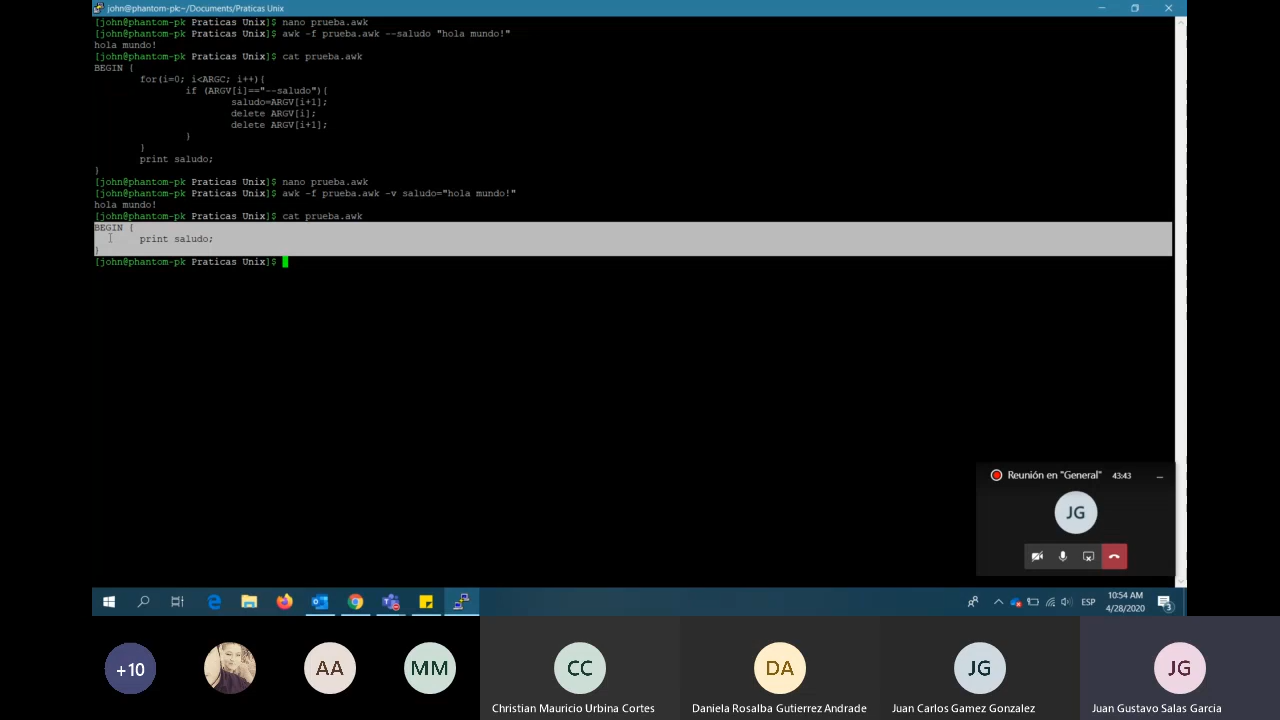 john@phantom-pk:~/Documents/Praticas Unix
[john@phantom-pk Praticas Unix]$ nano prueba.awk
[john@phantom-pk Praticas Unix]$ awk -f prueba.awk --saludo "hola mundo!"
hola mundo!
[john@phantom-pk Praticas Unix]$ cat prueba.awk
BEGIN {
for(i=0; i<ARGC; i++){
if (ARGV[i]=="--saludo"){
saludo=ARGV[i+1];
delete ARGV[i];
delete ARGV[i+1];
}
}
print saludo;
}
[john@phantom-pk Praticas Unix]$ nano prueba.awk
[john@phantom-pk Praticas Unix]$ awk -f prueba.awk -v saludo="hola mundo!"
hola mundo!
[john@phantom-pk Praticas Unix]$ cat prueba.awk
BEGIN {
print saludo;
}
[john@phantom-pk Praticas Unix]$
Reunión en "General" 43:43
JG
ESP
10:54 AM
4/28/2020
3
+10
AA
MM
CC
DA
JG
JG
Christian Mauricio Urbina Cortes
Daniela Rosalba Gutierrez Andrade
Juan Carlos Gamez Gonzalez
Juan Gustavo Salas Garcia